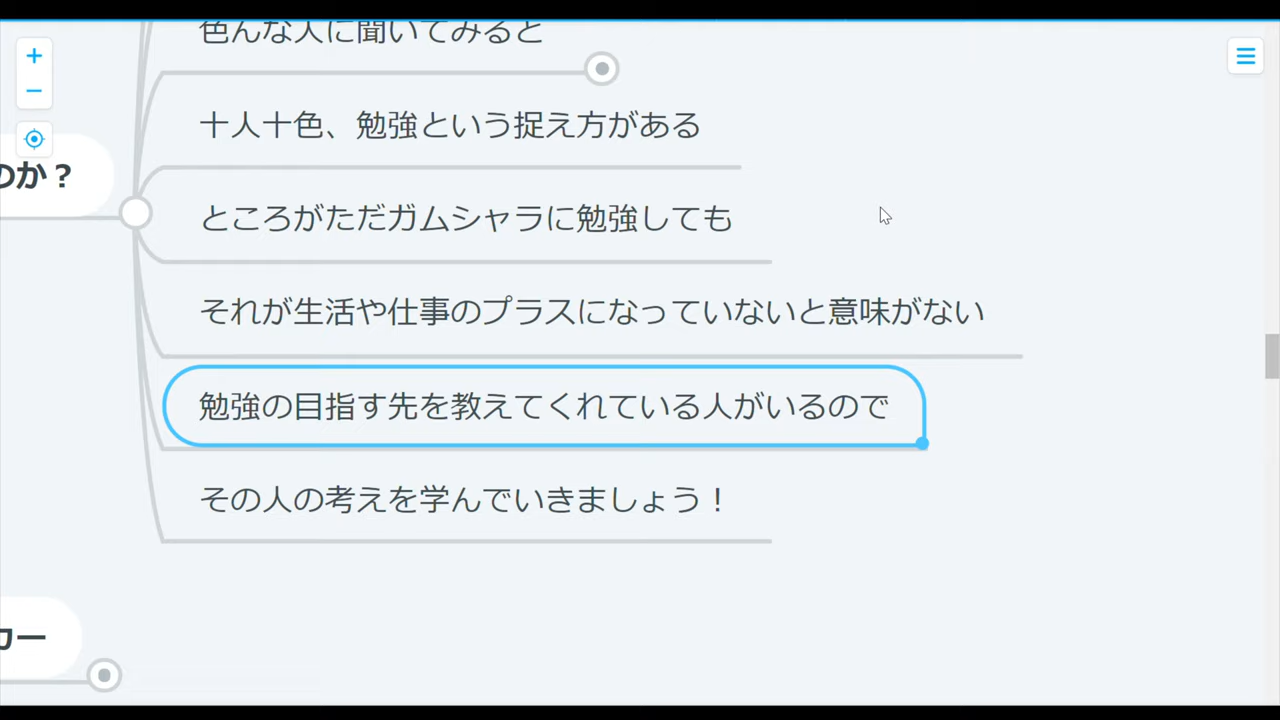 色んな人に聞いてみると
十人十色、勉強という捉え方がある
のか？
ところがただガムシャラに勉強しても
それが生活や仕事のプラスになっていないと意味がない
勉強の目指す先を教えてくれている人がいるので
その人の考えを学んでいきましょう！
カー